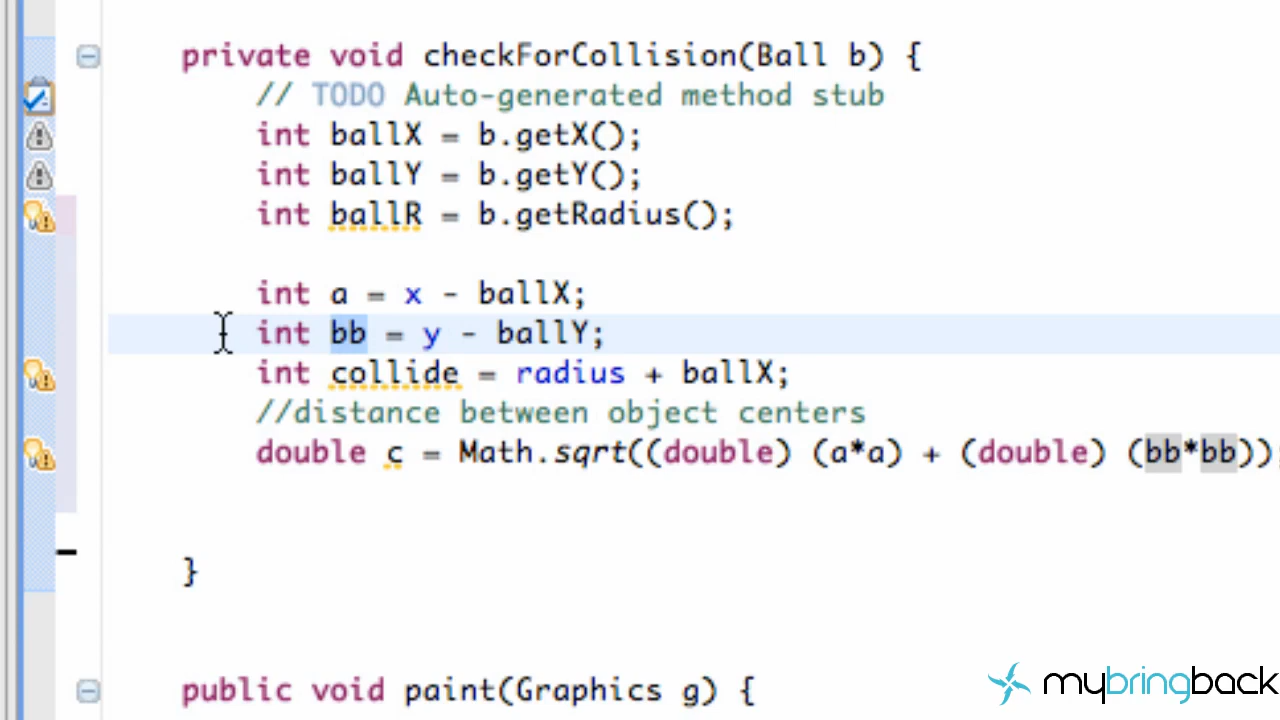 private void checkForCollision(Ball b) {
// TODO Auto-generated method stub
int ballX = b.getX();
int ballY = b.getY();
int ballR = b.getRadius();
int a = x - ballX;
int bb = y - ballY;
int collide = radius + ballX;
//distance between object centers
double c = Math.sqrt((double) (a*a) + (double) (bb*bb));
}
public void paint(Graphics g) {
mybringback